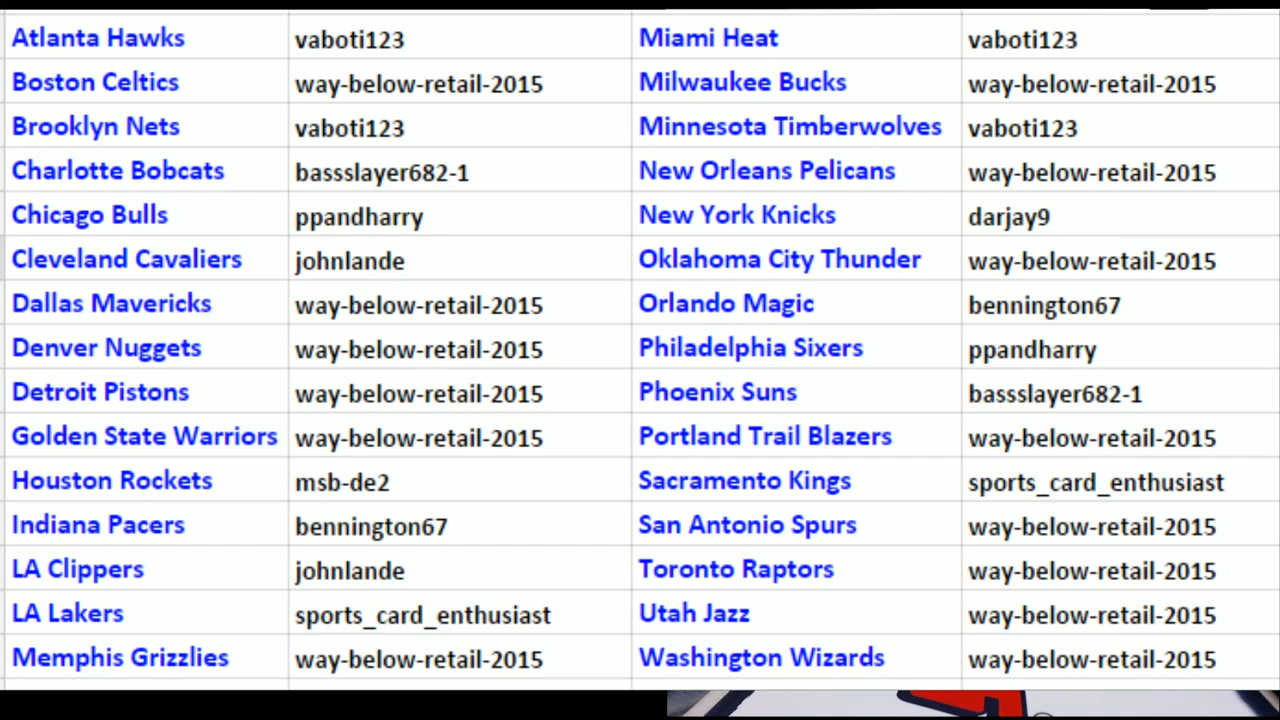 Atlanta Hawks vaboti123 Miami Heat vaboti123
Boston Celtics way-below-retail-2015 Milwaukee Bucks way-below-retail-2015
Brooklyn Nets vaboti123 Minnesota Timberwolves vaboti123
Charlotte Bobcats bassslayer682-1 New Orleans Pelicans way-below-retail-2015
Chicago Bulls ppandharry New York Knicks darjay9
Cleveland Cavaliers johnlande Oklahoma City Thunder way-below-retail-2015
Dallas Mavericks way-below-retail-2015 Orlando Magic bennington67
Denver Nuggets way-below-retail-2015 Philadelphia Sixers ppandharry
Detroit Pistons way-below-retail-2015 Phoenix Suns bassslayer682-1
Golden State Warriors way-below-retail-2015 Portland Trail Blazers way-below-retail-2015
Houston Rockets msb-de2 Sacramento Kings sports_card_enthusiast
Indiana Pacers bennington67 San Antonio Spurs way-below-retail-2015
LA Clippers johnlande Toronto Raptors way-below-retail-2015
LA Lakers sports_card_enthusiast Utah Jazz way-below-retail-2015
Memphis Grizzlies way-below-retail-2015 Washington Wizards way-below-retail-2015